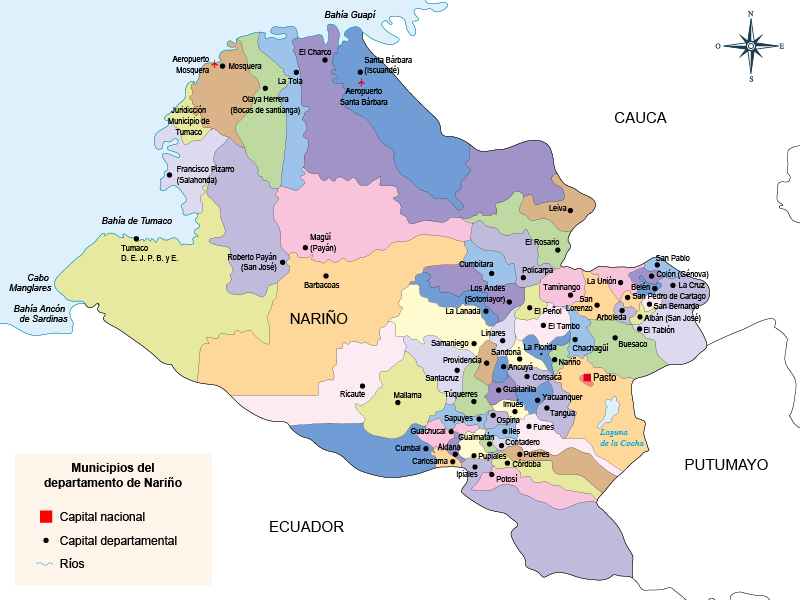 Bahía Guapí
N
O
E
S
El Charco
Santa Bárbara
(Iscuandé)
Aeropuerto
Mosquera
Mosquera
La Tola
Aeropuerto
Santa Bárbara
Olaya Herrera
(Bocas de santianga)
Juridicción
Municipio de
Tumaco
CAUCA
Francisco Pizarro
(Salahonda)
Leiva
Bahía de Tumaco
Tumaco
D. E. J. P. B. y E.
Magüí
(Payán)
El Rosario
Roberto Payán
(San José)
Cumbitara
Policarpa
San Pablo
Colón (Génova)
Cabo
Manglares
Barbacoas
Los Andes
(Sotomayor)
Taminango
La Unión
Belén
La Cruz
San Pedro de Cartago
San
Lorenzo
San Bernardo
Bahía Ancón
de Sardinas
NARIÑO
La Lanada
El Peñol
Arboleda
Albán (San José)
El Tambo
El Tablón
Linares
Samaniego
Sandoná
La Florida
Chachagüí
Buesaco
Providencia
Ancuyá
Nariño
Santacruz
Consacá
Pasto
Ricaute
Mallama
Túquerres
Guaitarilla
Yacuanquer
Imués
Tangua
Sapuyes
Ospina
Funes
Laguna
de la Cocha
Guachucal
Gualmatán
Iles
Contadero
Cumbal
Aldana
Pupiales
Puerres
Carlosama
Córdoba
Ipiales
Potosí
PUTUMAYO
ECUADOR
Municipios del
departamento de Nariño
Capital nacional
Capital departamental
Ríos